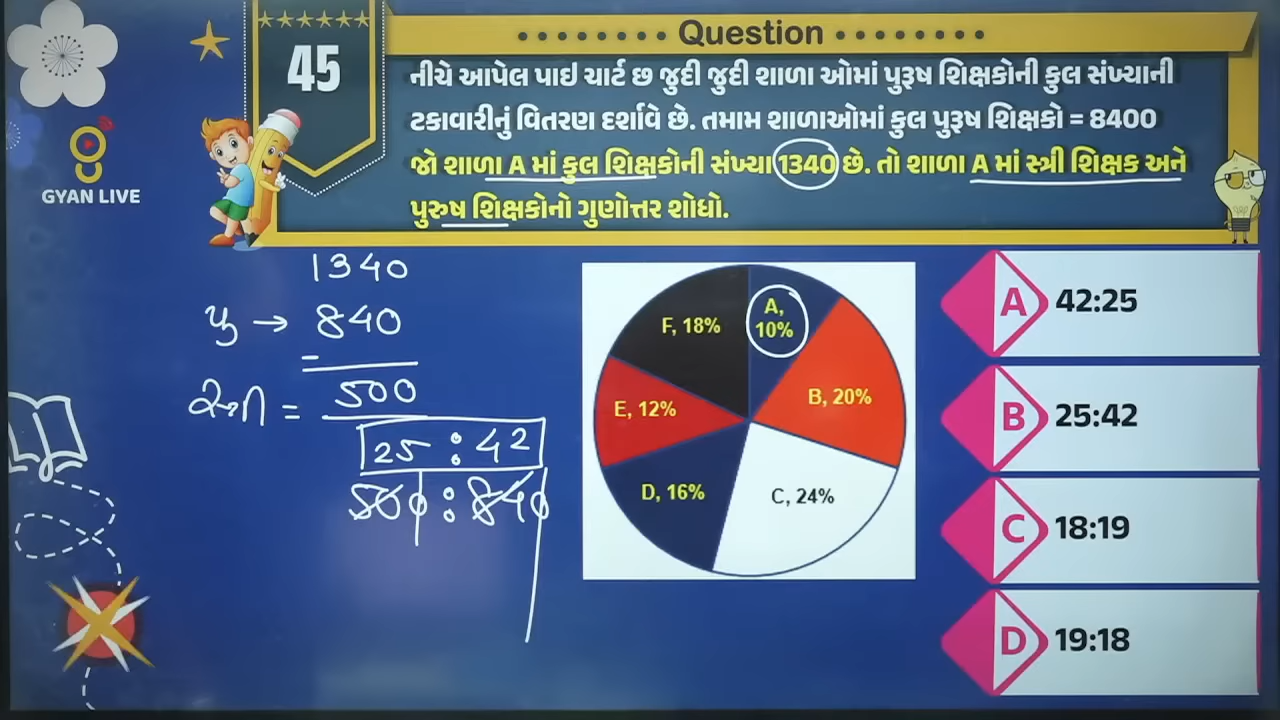 Question
45
નીચે આપેલ પાઇ ચાર્ટ છ જુદી જુદી શાળા ઓમાં પુરૂષ શિક્ષકોની કુલ સંખ્યાની
ટકાવારીનું વિતરણ દર્શાવે છે. તમામ શાળાઓમાં કુલ પુરૂષ શિક્ષકો = 8400
જો શાળા A માં કુલ શિક્ષકોની સંખ્યા 1340 છે. તો શાળા A માં સ્ત્રી શિક્ષક અને
પુરુષ શિક્ષકોનો ગુણોત્તર શોધો.
GYAN LIVE
1340
પુ → 840
-
500
25 : 42
500 : 840
A,
10%
B, 20%
C, 24%
D, 16%
E, 12%
F, 18%
A 42:25
B 25:42
C 18:19
D 19:18